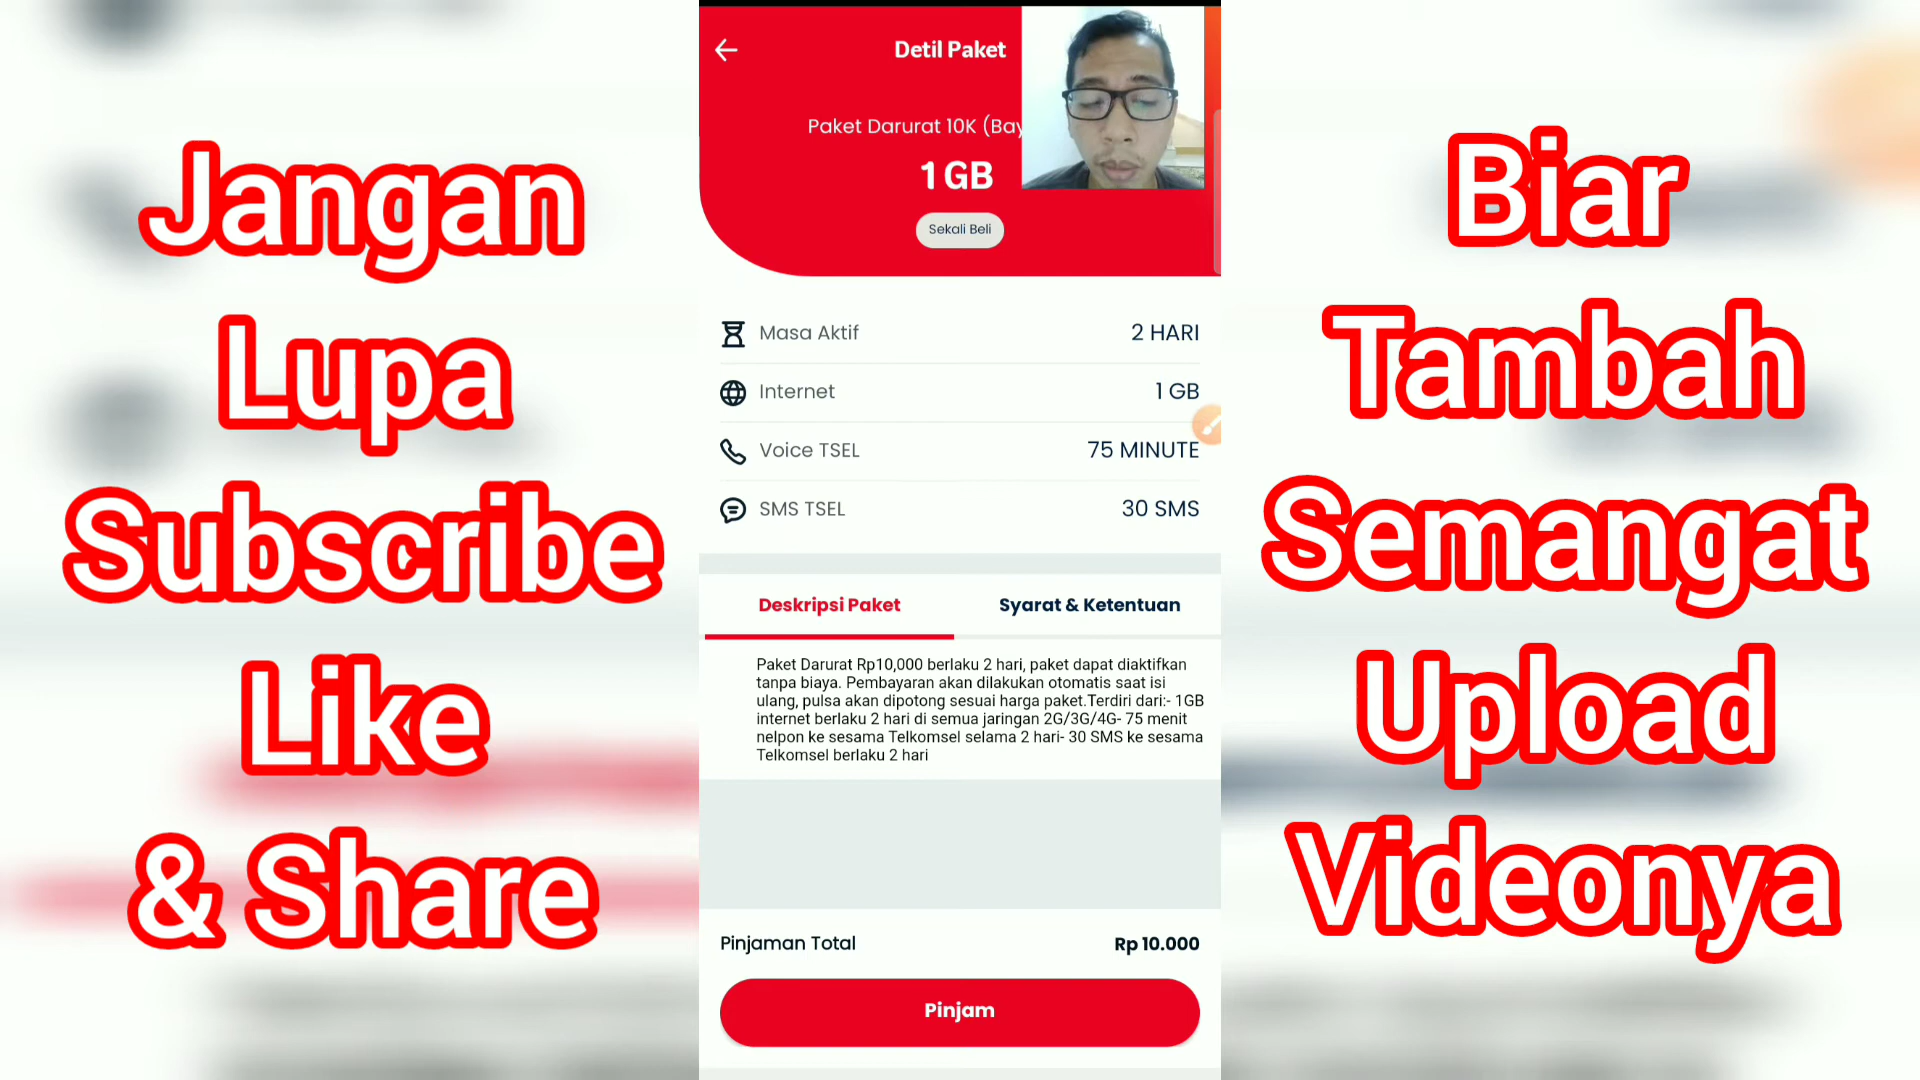 Jangan
Lupa
Subscribe
Like
& Share
Detil Paket
Paket Darurat 10K (Bay
1 GB
Sekali Beli
Masa Aktif 2 HARI
Internet 1 GB
Voice TSEL 75 MINUTE
SMS TSEL 30 SMS
Deskripsi Paket Syarat & Ketentuan
Paket Darurat Rp10,000 berlaku 2 hari, paket dapat diaktifkan
tanpa biaya. Pembayaran akan dilakukan otomatis saat isi
ulang, pulsa akan dipotong sesuai harga paket.Terdiri dari:- 1GB
internet berlaku 2 hari di semua jaringan 2G/3G/4G- 75 menit
nelpon ke sesama Telkomsel selama 2 hari- 30 SMS ke sesama
Telkomsel berlaku 2 hari
Pinjaman Total Rp 10.000
Pinjam
Biar
Tambah
Semangat
Upload
Videonya